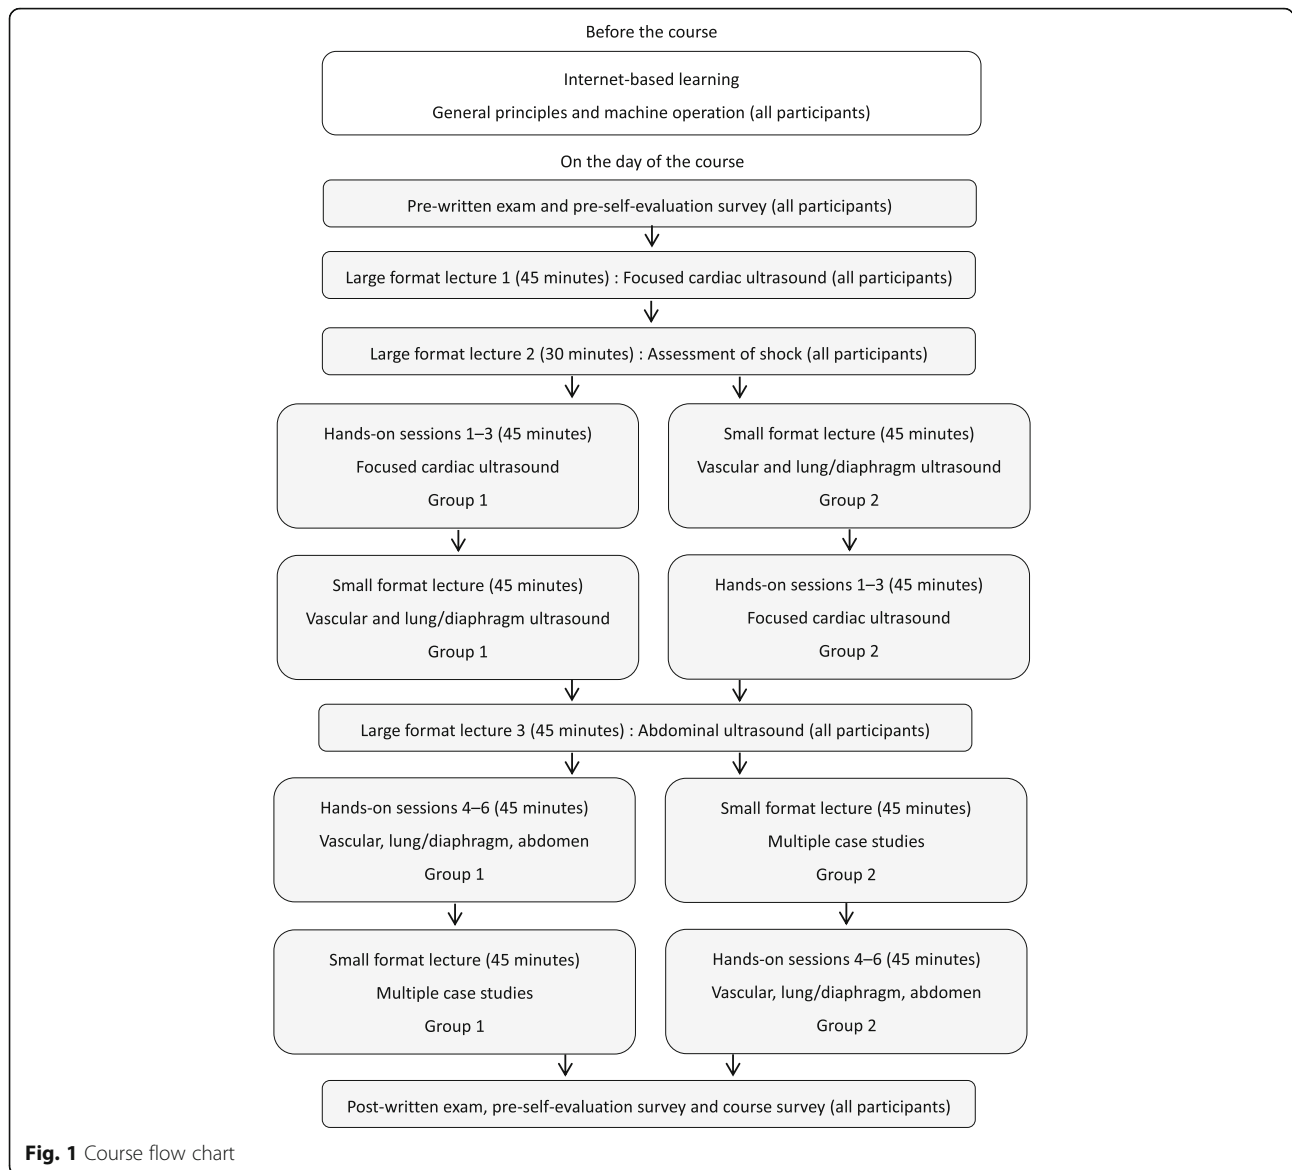 Before the course
Internet-based learning
General principles and machine operation (all participants)
On the day of the course
Pre-written exam and pre-self-evaluation survey (all participants)
Large format lecture 1 (45 minutes) : Focused cardiac ultrasound (all participants)
Large format lecture 2 (30 minutes) : Assessment of shock (all participants)
Hands-on sessions 1–3 (45 minutes)
Focused cardiac ultrasound
Group 1
Small format lecture (45 minutes)
Vascular and lung/diaphragm ultrasound
Group 2
Small format lecture (45 minutes)
Vascular and lung/diaphragm ultrasound
Group 1
Hands-on sessions 1–3 (45 minutes)
Focused cardiac ultrasound
Group 2
Large format lecture 3 (45 minutes) : Abdominal ultrasound (all participants)
Hands-on sessions 4–6 (45 minutes)
Vascular, lung/diaphragm, abdomen
Group 1
Small format lecture (45 minutes)
Multiple case studies
Group 2
Small format lecture (45 minutes)
Multiple case studies
Group 1
Hands-on sessions 4–6 (45 minutes)
Vascular, lung/diaphragm, abdomen
Group 2
Post-written exam, pre-self-evaluation survey and course survey (all participants)
Fig. 1 Course flow chart